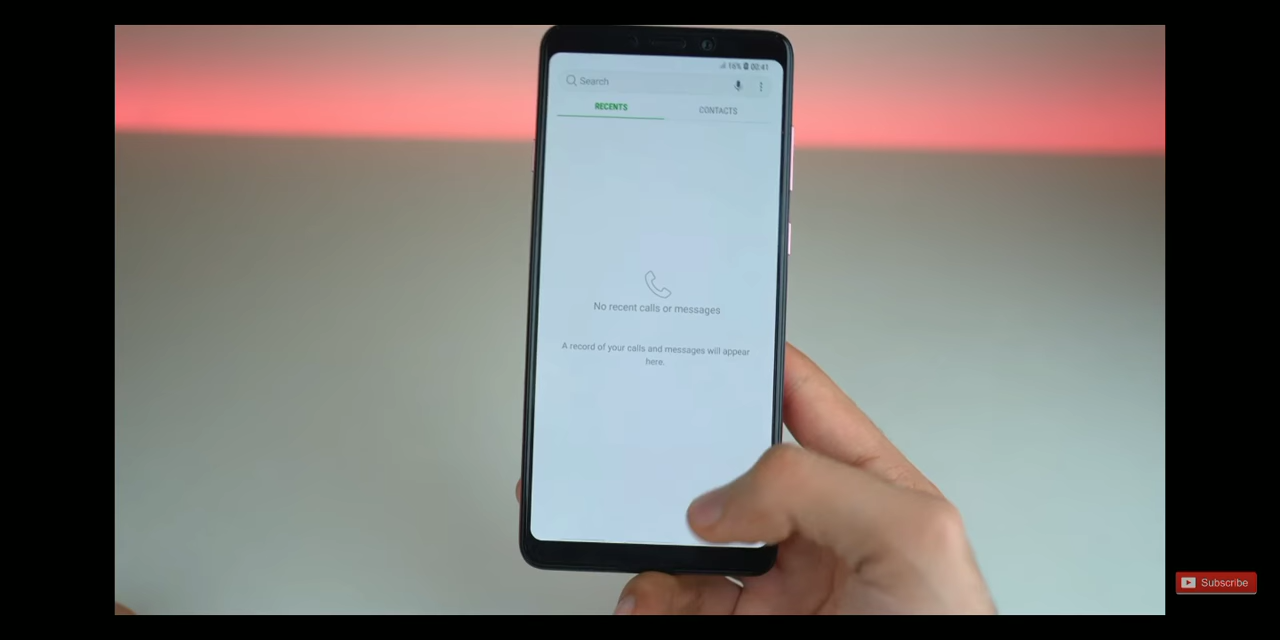 16% 00:41
Search
RECENTS CONTACTS
No recent calls or messages
A record of your calls and messages will appear
here.
Subscribe